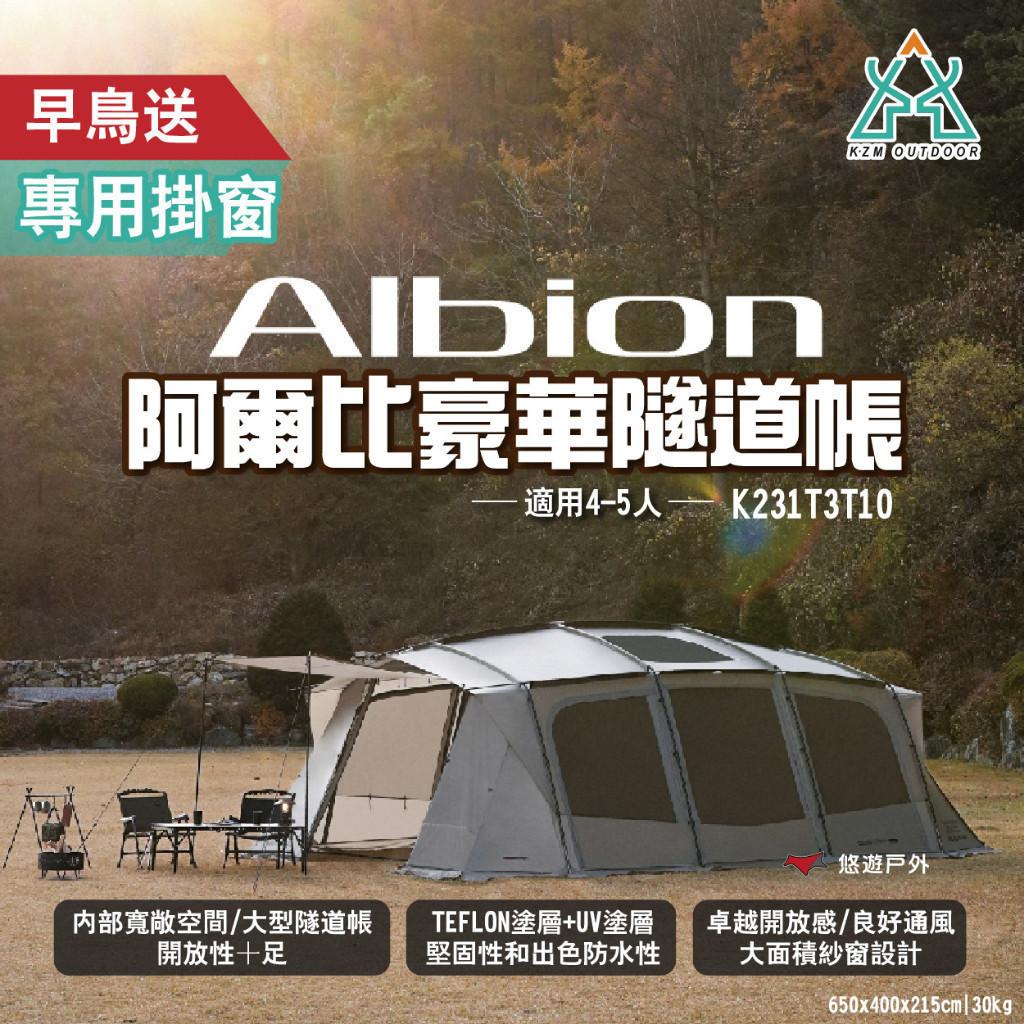 早鳥送
專用掛窗
KZM OUTDOOR
Albion
阿爾比豪華隧道帳
適用4-5人
K231T3T10
悠遊戶外
內部寬敞空間/大型隧道帳
開放性十足
TEFLON塗層+UV塗層
堅固性和出色防水性
卓越開放感/良好通風
大面積紗窗設計
650x400x215cm|30kg